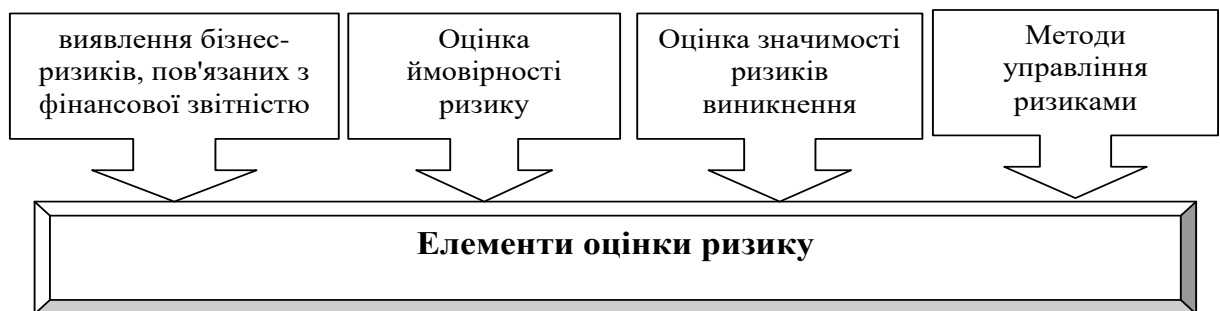 виявлення бізнес-
ризиків, пов'язаних з
фінансової звітністю
Оцінка
ймовірності
ризику
Оцінка значимості
ризиків
виникнення
Методи
управління
ризиками
Елементи оцінки ризику